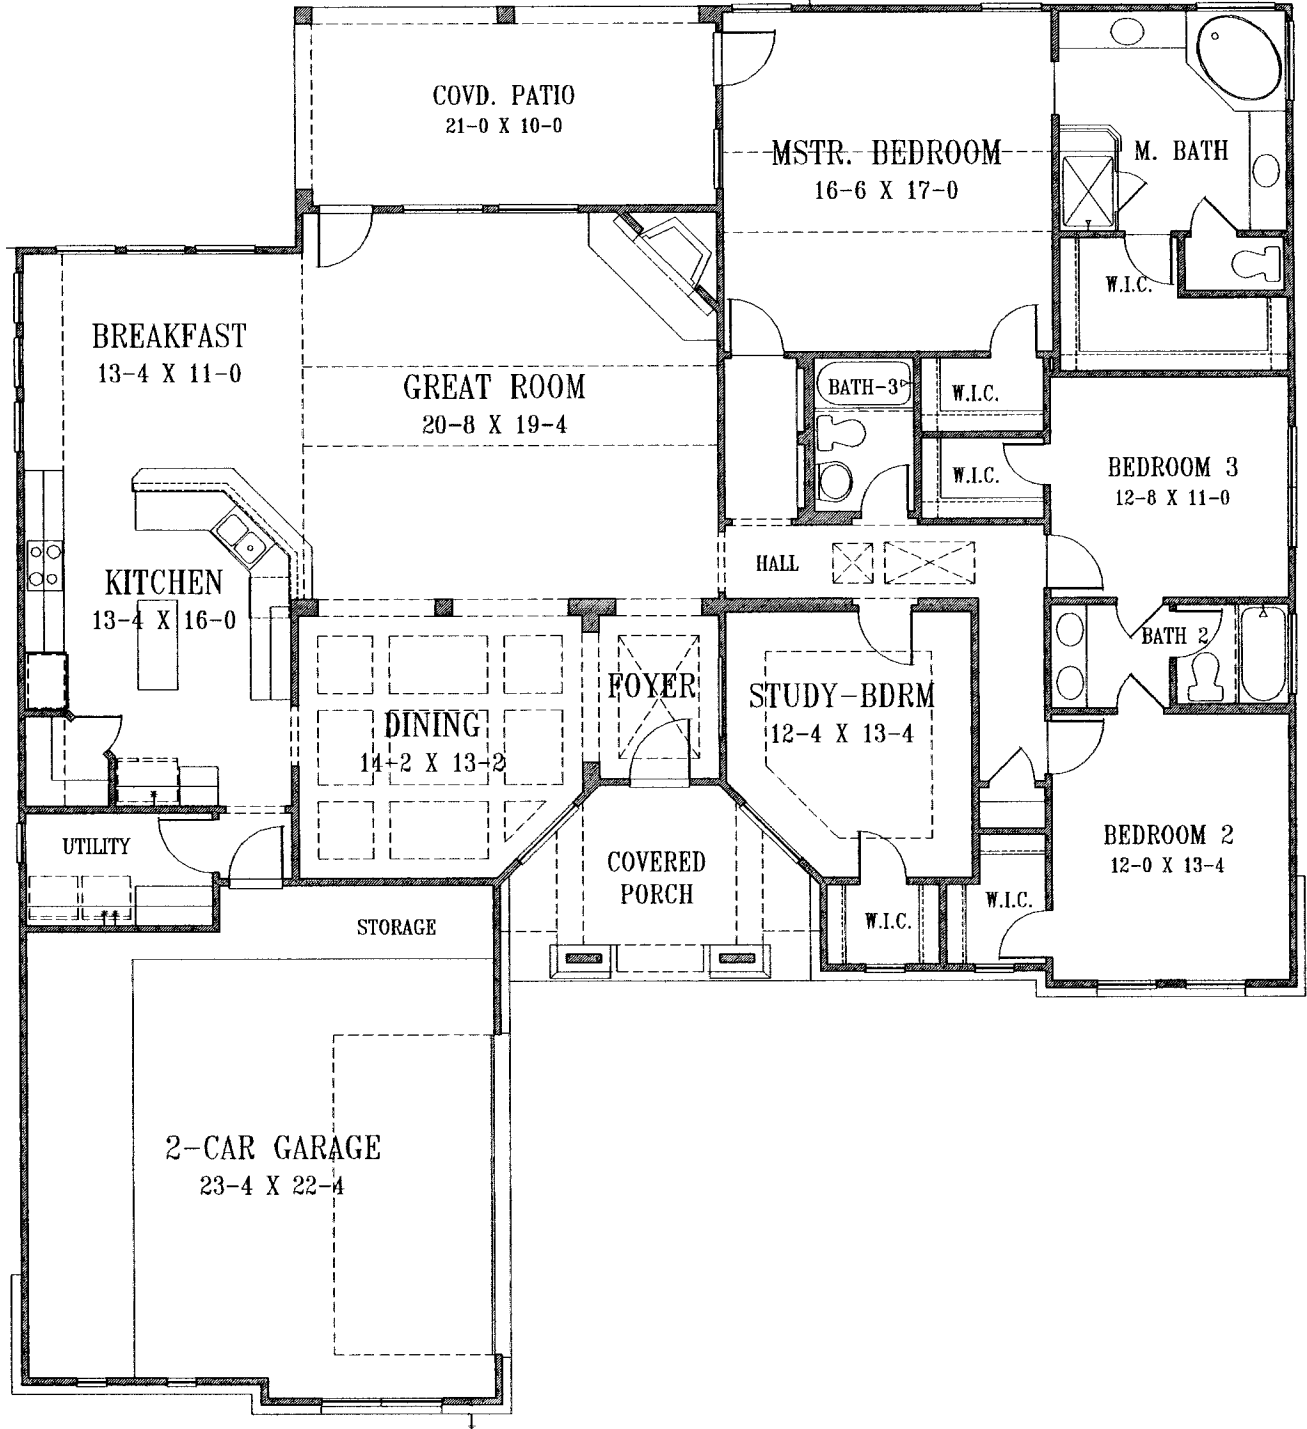 COVD. PATIO
21-0 X 10-0
MSTR. BEDROOM
16-6 X 17-0
M. BATH
W.I.C.
BREAKFAST
13-4 X 11-0
GREAT ROOM
20-8 X 19-4
BATH-3
W.I.C.
W.I.C.
BEDROOM 3
12-8 X 11-0
KITCHEN
13-4 X 16-0
HALL
BATH 2
FOYER
STUDY-BDRM
12-4 X 13-4
DINING
14-2 X 13-2
UTILITY
COVERED
PORCH
BEDROOM 2
12-0 X 13-4
W.I.C.
W.I.C.
STORAGE
2-CAR GARAGE
23-4 X 22-4